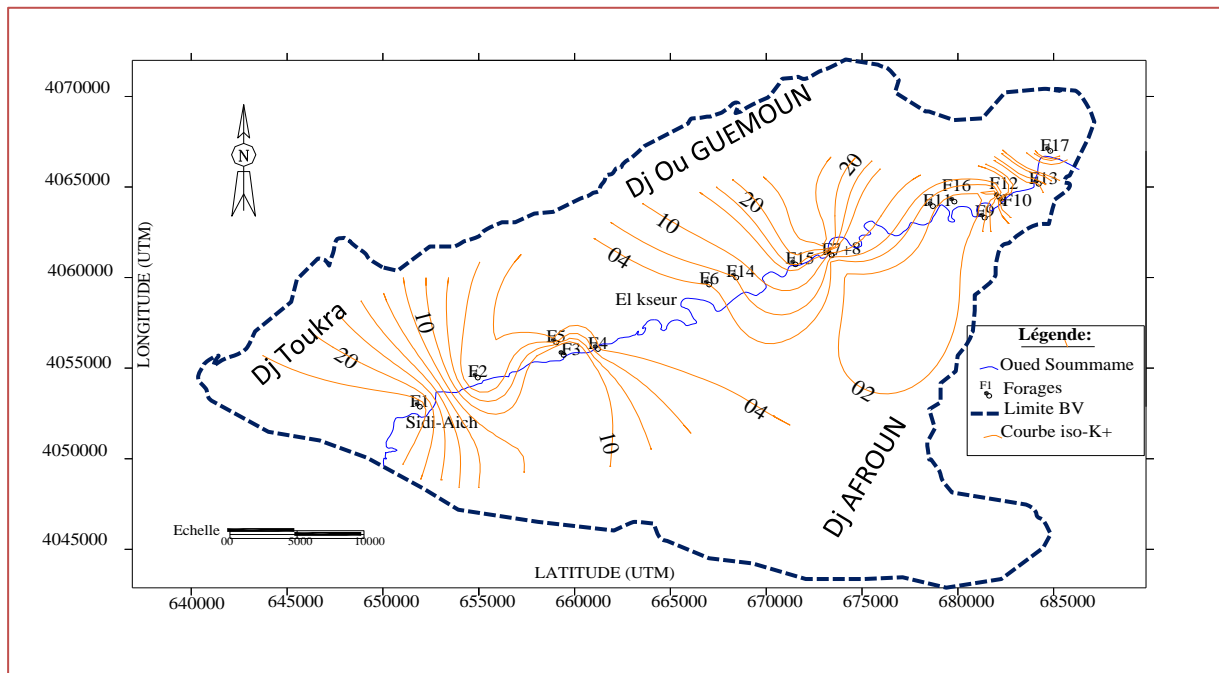 4070000
4065000
4060000
4055000
4050000
4045000
LONGITUDE (UTM)
N
Dj Ou GUEMOUN
Dj Toukra
Dj AFROUN
20
20
10
04
10
20
10
04
02
F17
F13
F12
F16
F10
F11
F9
F7+8
F15
F14
F6
El kseur
F5
F3
F4
F2
F1
Sidi-Aich
Légende:
Oued Soummame
F1 Forages
Limite BV
Courbe iso-K+
Echelle
00 5000 10000
LATITUDE (UTM)
640000 645000 650000 655000 660000 665000 670000 675000 680000 685000